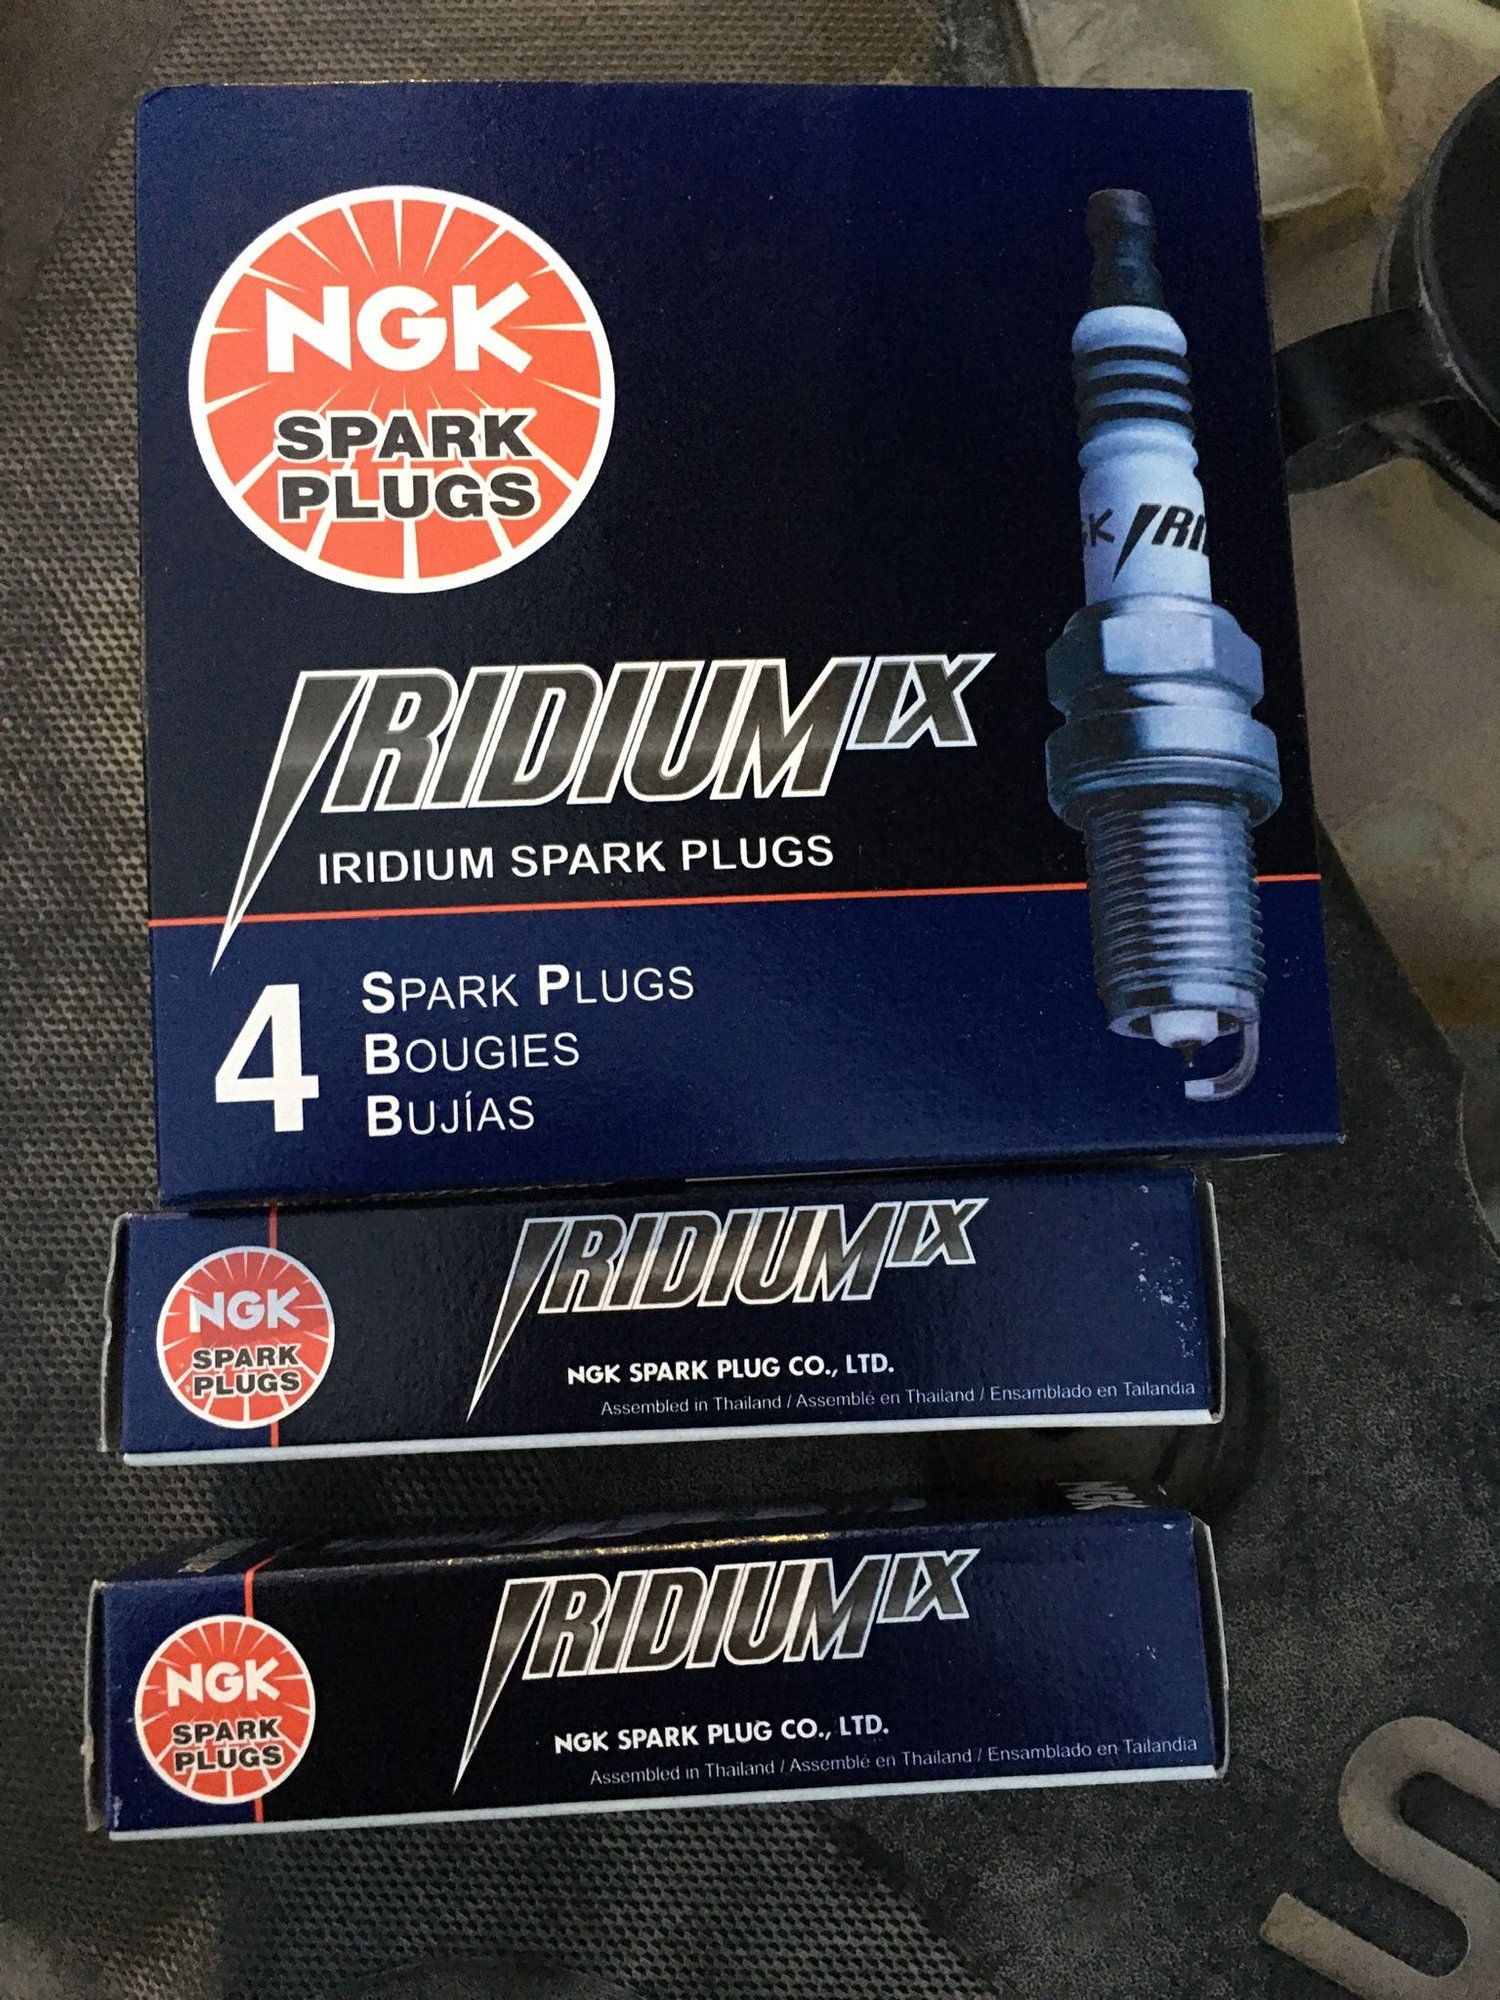 NGK
SPARK
PLUGS
IRIDIUM IX
IRIDIUM SPARK PLUGS
4
SPARK PLUGS
BOUGIES
BUJÍAS
NGK
SPARK
PLUGS
IRIDIUM IX
NGK SPARK PLUG CO., LTD.
Assembled in Thailand / Assemblé en Thailand / Ensamblado en Tailandia
NGK
NGK
SPARK
PLUGS
IRIDIUM IX
NGK SPARK PLUG CO., LTD.
Assembled in Thailand / Assemblé en Thailand / Ensamblado en Tailandia
S